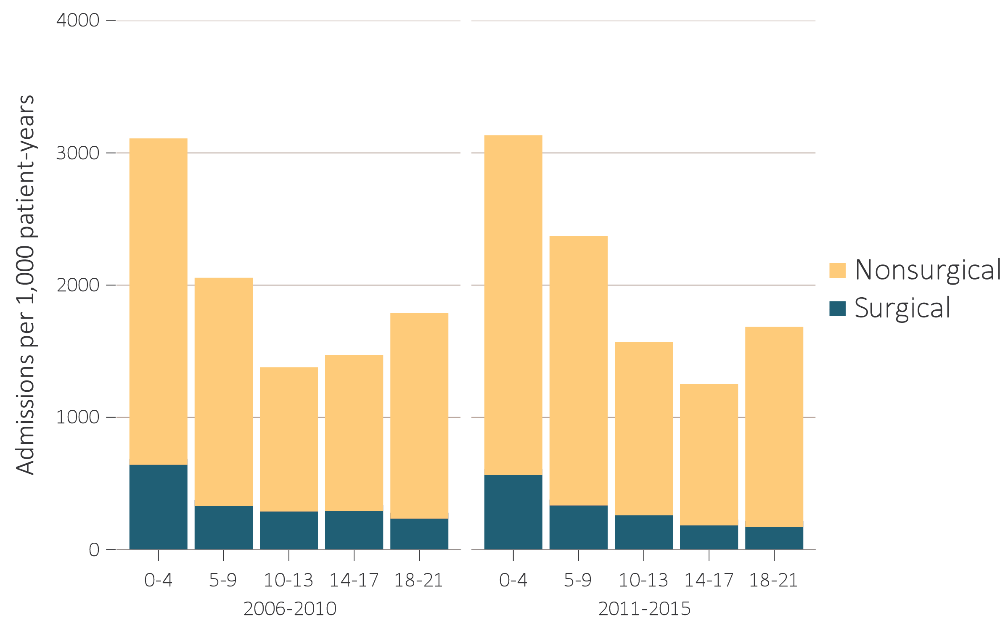 Admissions per 1,000 patient-years
4000
3000
2000
1000
0
0-4 5-9 10-13 14-17 18-21 0-4 5-9 10-13 14-17 18-21
2006-2010 2011-2015
Nonsurgical
Surgical